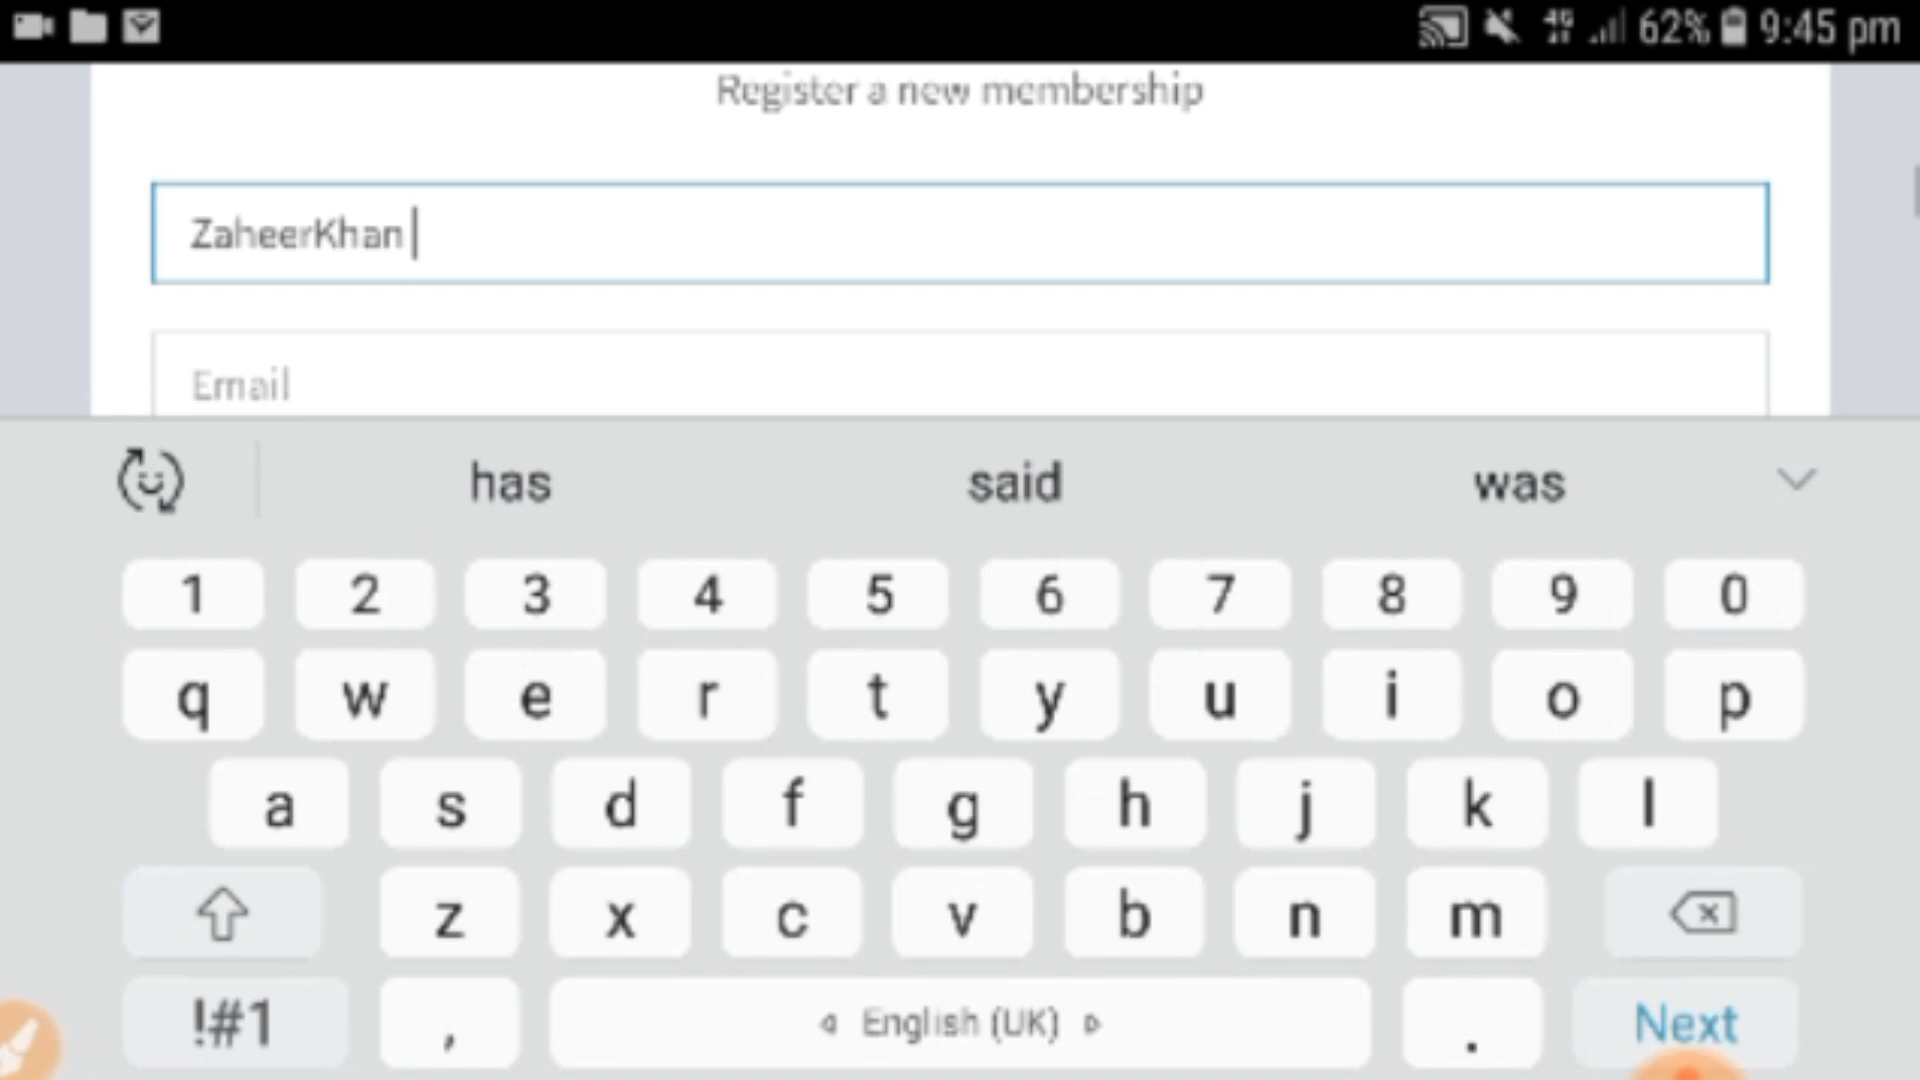 62% 9:45 pm
Register a new membership
ZaheerKhan
Email
has said was
1 2 3 4 5 6 7 8 9 0
q w e r t y u i o p
a s d f g h j k l
z x c v b n m
!#1 , English (UK) . Next